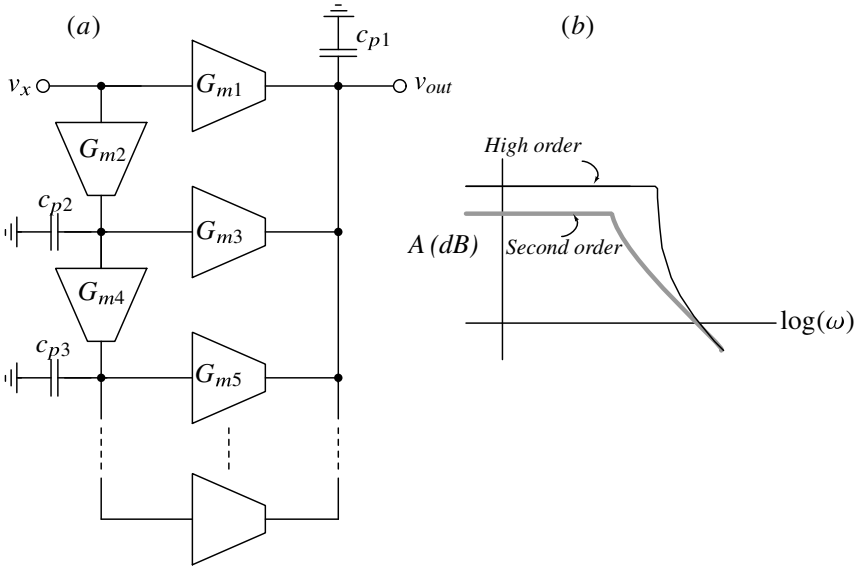 (a)
c_{p1}
v_x
G_{m1}
v_{out}
G_{m2}
c_{p2}
G_{m3}
G_{m4}
c_{p3}
G_{m5}
(b)
High order
A (dB)
Second order
log(ω)